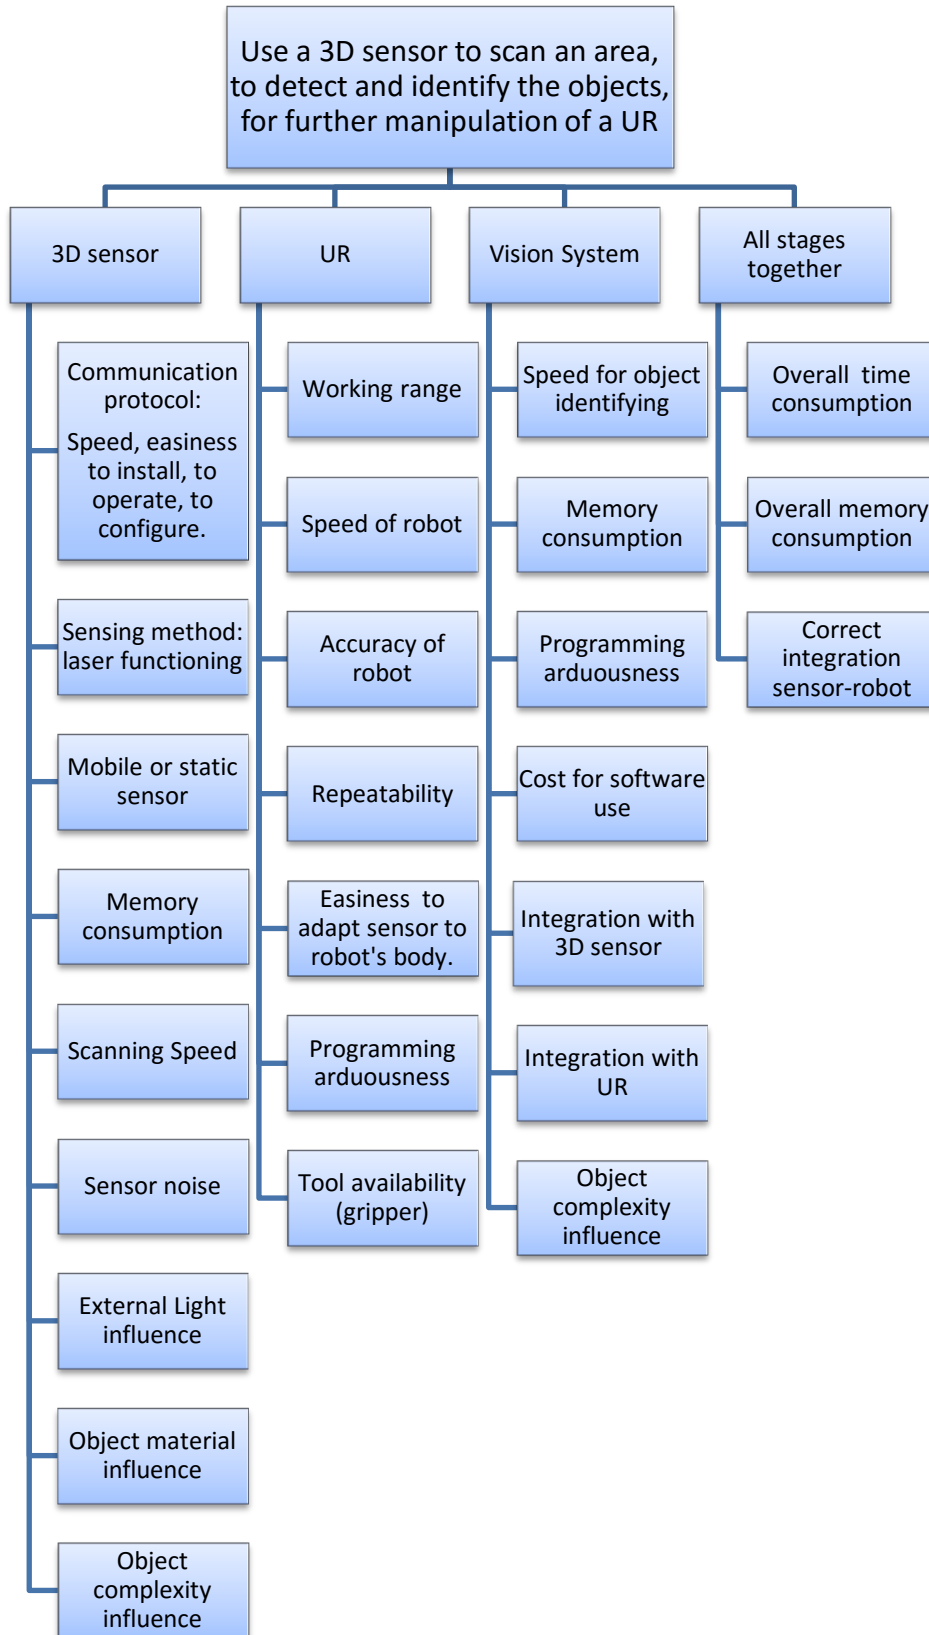 Use a 3D sensor to scan an area,
to detect and identify the objects,
for further manipulation of a UR
3D sensor
Communication
protocol:
Speed, easiness
to install, to
operate, to
configure.
Sensing method:
laser functioning
Mobile or static
sensor
Memory
consumption
Scanning Speed
Sensor noise
External Light
influence
Object material
influence
Object
complexity
influence
UR
Working range
Speed of robot
Accuracy of
robot
Repeatability
Easiness to
adapt sensor to
robot's body.
Programming
arduousness
Tool availability
(gripper)
Vision System
Speed for object
identifying
Memory
consumption
Programming
arduousness
Cost for software
use
Integration with
3D sensor
Integration with
UR
Object
complexity
influence
All stages
together
Overall time
consumption
Overall memory
consumption
Correct
integration
sensor-robot